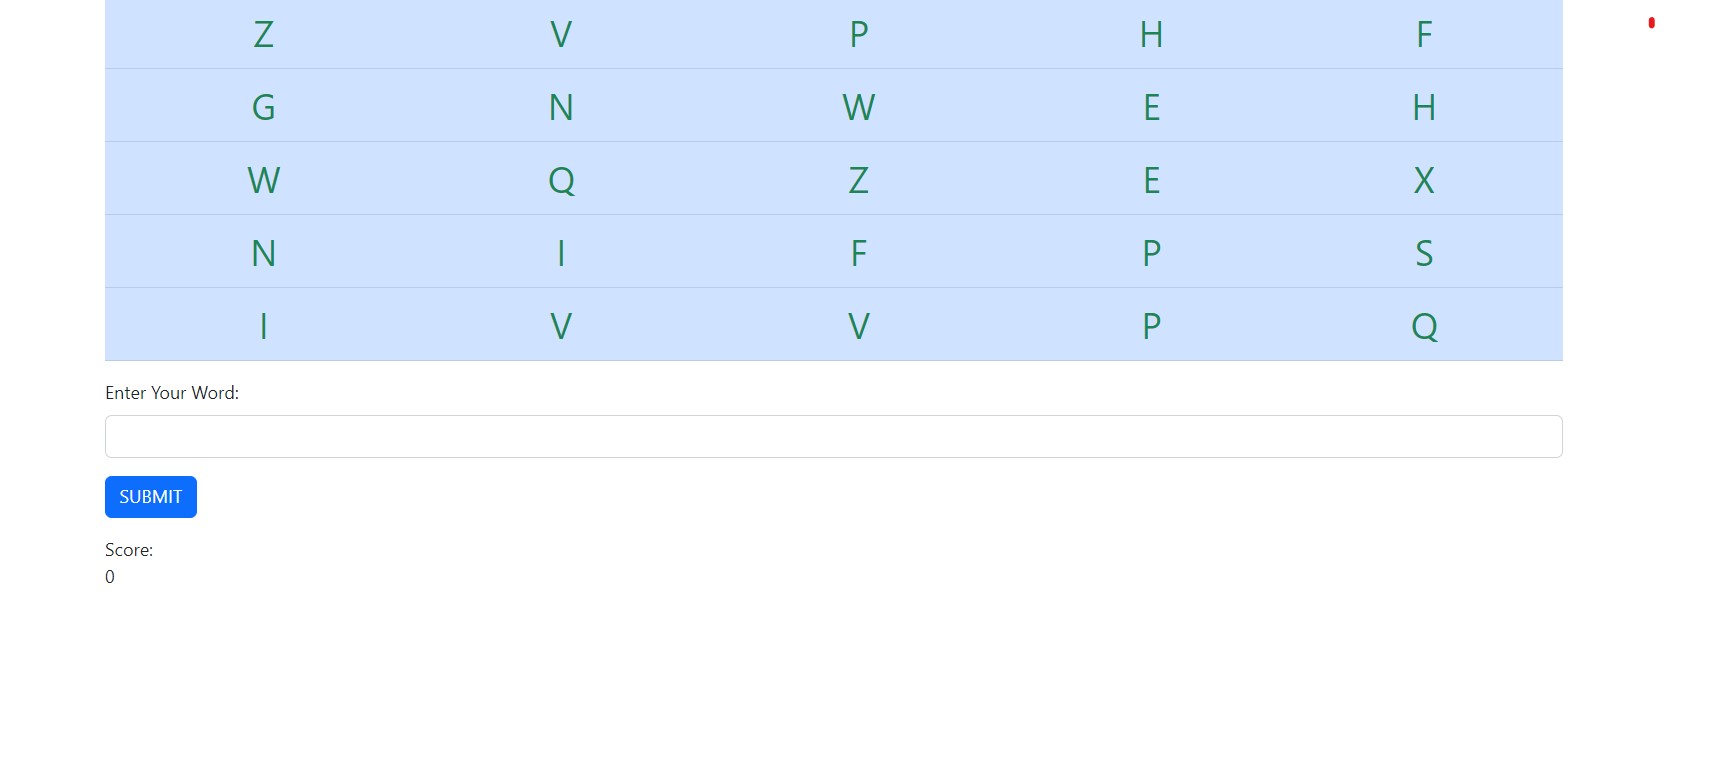 Z V P H F
G N W E H
W Q Z E X
N I F P S
I V V P Q
Enter Your Word:
SUBMIT
Score:
0